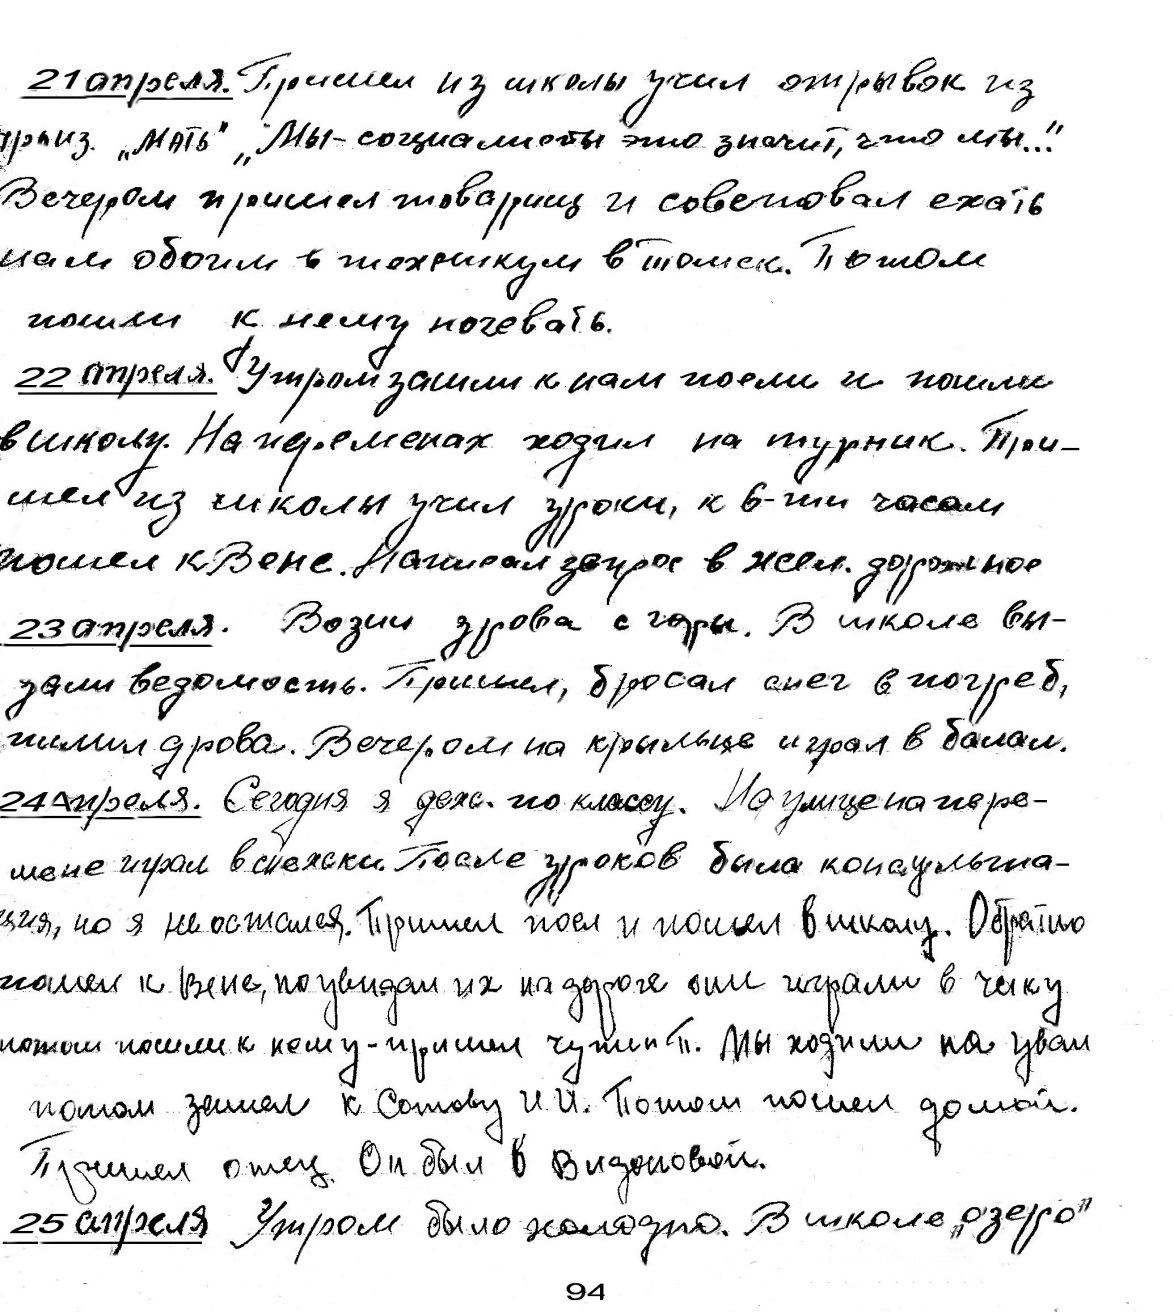 21 апреля. Пришел из школы учил отрывок из
произ. „Мать" „Мы-социалисты это значит, что мы..."
Вечером пришел товарищ и советовал ехать
нам обоим в техникум в Томск. Потом
пошли к нему ночевать.
22 апреля. Утром зашли к нам поели и пошли
в школу. На переменах ходил на турник. При-
шел из школы учил уроки, к 6-ти часам
пошел к Вене. Написал запрос в жел. дорожное
23 апреля. Возил дрова с горы. В школе вы-
дали ведомость. Пришел, бросал снег в погреб,
пилил дрова. Вечером на крыльце играл в балал.
24 Апреля. Сегодня я деж. по классу. На улице на пере-
мене играл в снежки. После уроков была консульта-
ция, но я не остался. Пришел поел и пошел в школу. Обратно
пошел к Вене, но увидал их на дороге они играли в чику
потом пошли к нему-пришел П. Мы ходили на увал
потом зашел к Сотову И И. Потом пошел домой.
Пришел отец. Он был в Видоновой.
25 апреля Утром было холодно. В школе „озеро"
94